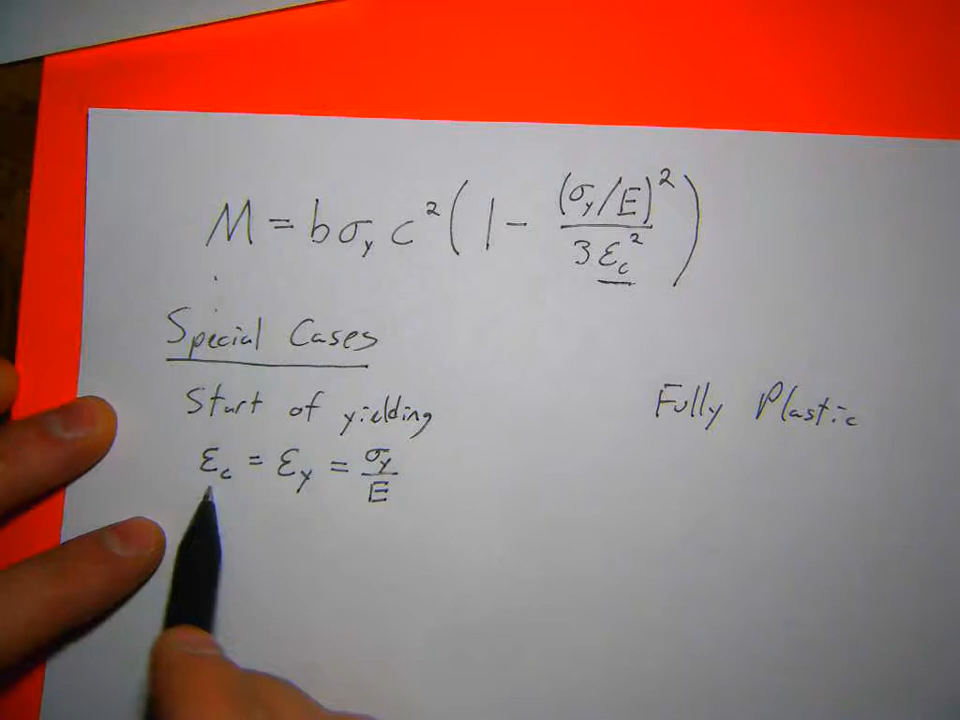 M = bσ_y c²(1 - (σ_y/E)² / 3ε_c²)
Special Cases
Start of yielding
ε_c = ε_y = σ_y / E
Fully Plastic